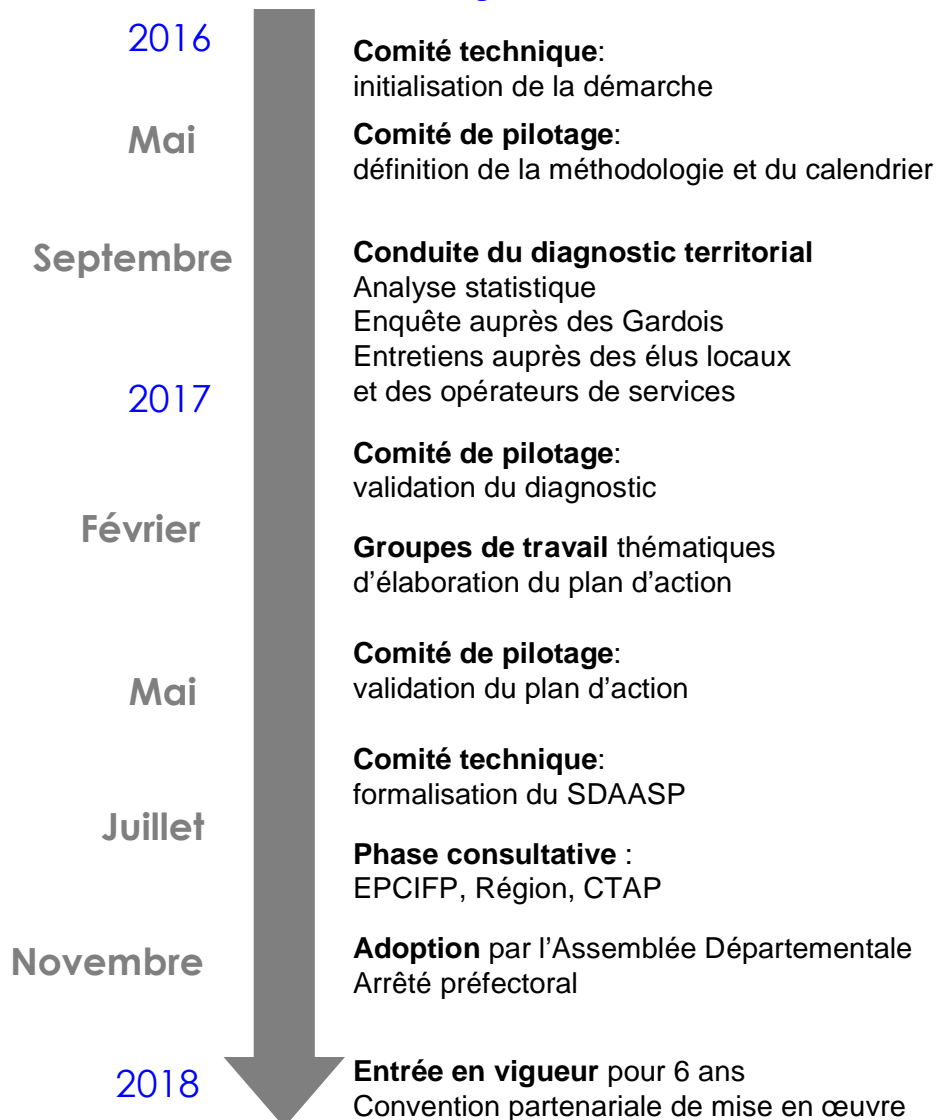 2016
Comité technique:
initialisation de la démarche
Mai
Comité de pilotage:
définition de la méthodologie et du calendrier
Septembre
Conduite du diagnostic territorial
Analyse statistique
Enquête auprès des Gardois
Entretiens auprès des élus locaux
et des opérateurs de services
2017
Comité de pilotage:
validation du diagnostic
Février
Groupes de travail thématiques
d'élaboration du plan d'action
Mai
Comité de pilotage:
validation du plan d'action
Comité technique:
formalisation du SDAASP
Juillet
Phase consultative :
EPCIFP, Région, CTAP
Novembre
Adoption par l'Assemblée Départementale
Arrêté préfectoral
2018
Entrée en vigueur pour 6 ans
Convention partenariale de mise en œuvre